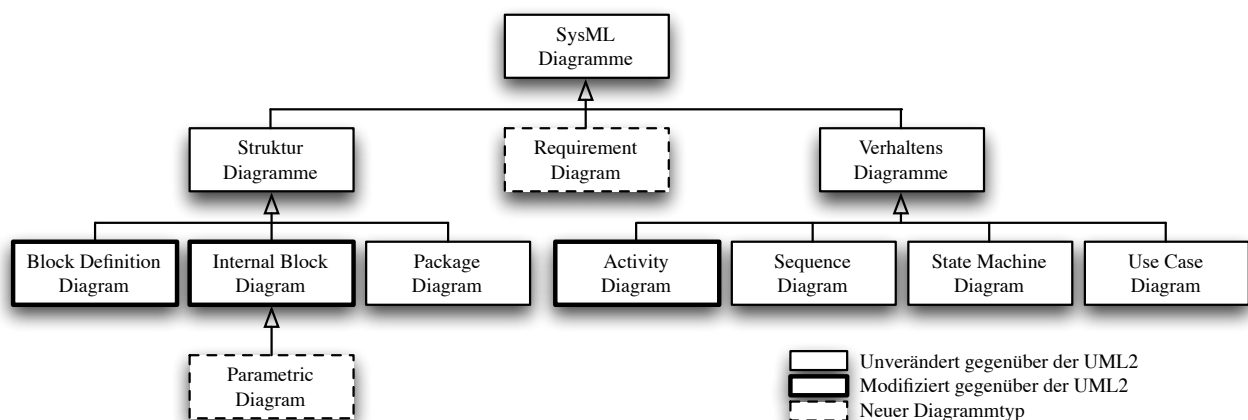 SysML
Diagramme
Struktur
Diagramme
Requirement
Diagram
Verhaltens
Diagramme
Block Definition
Diagram
Internal Block
Diagram
Package
Diagram
Activity
Diagram
Sequence
Diagram
State Machine
Diagram
Use Case
Diagram
Parametric
Diagram
Unverändert gegenüber der UML2
Modifiziert gegenüber der UML2
Neuer Diagrammtyp